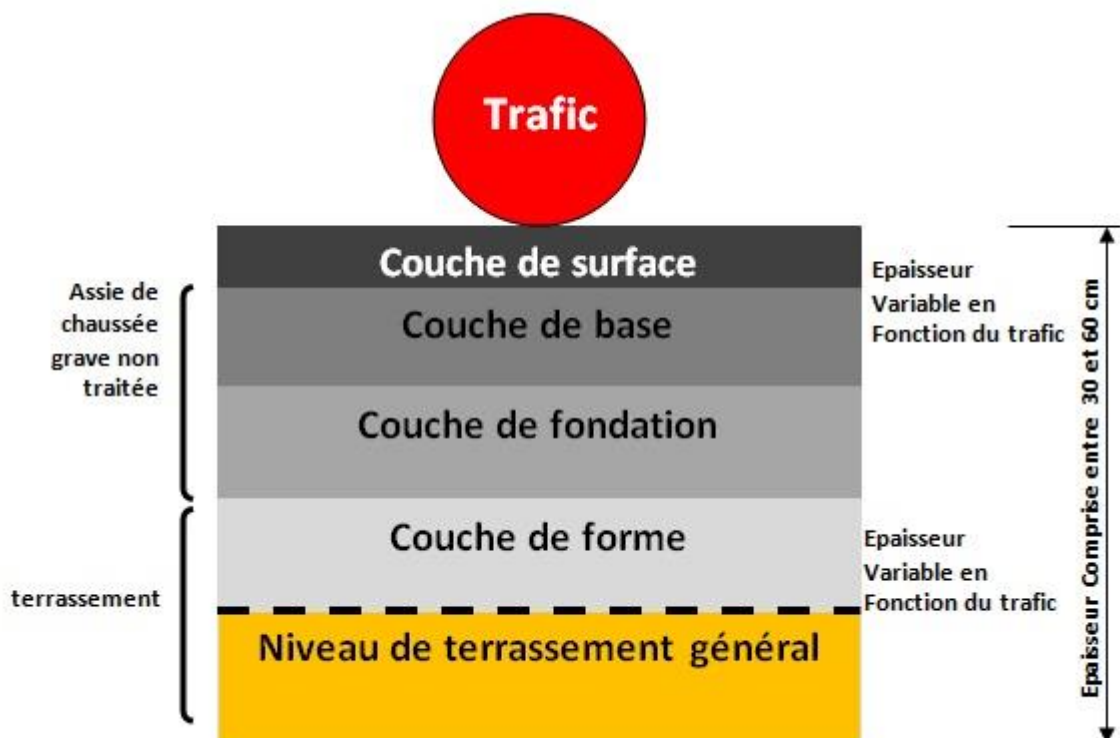 Trafic
Couche de surface
Couche de base
Couche de fondation
Couche de forme
Niveau de terrassement général
Assie de
chaussée
grave non
traitée
terrassement
Epaisseur
Variable en
Fonction du trafic
Epaisseur
Variable en
Fonction du trafic
Epaisseur Comprise entre 30 et 60 cm